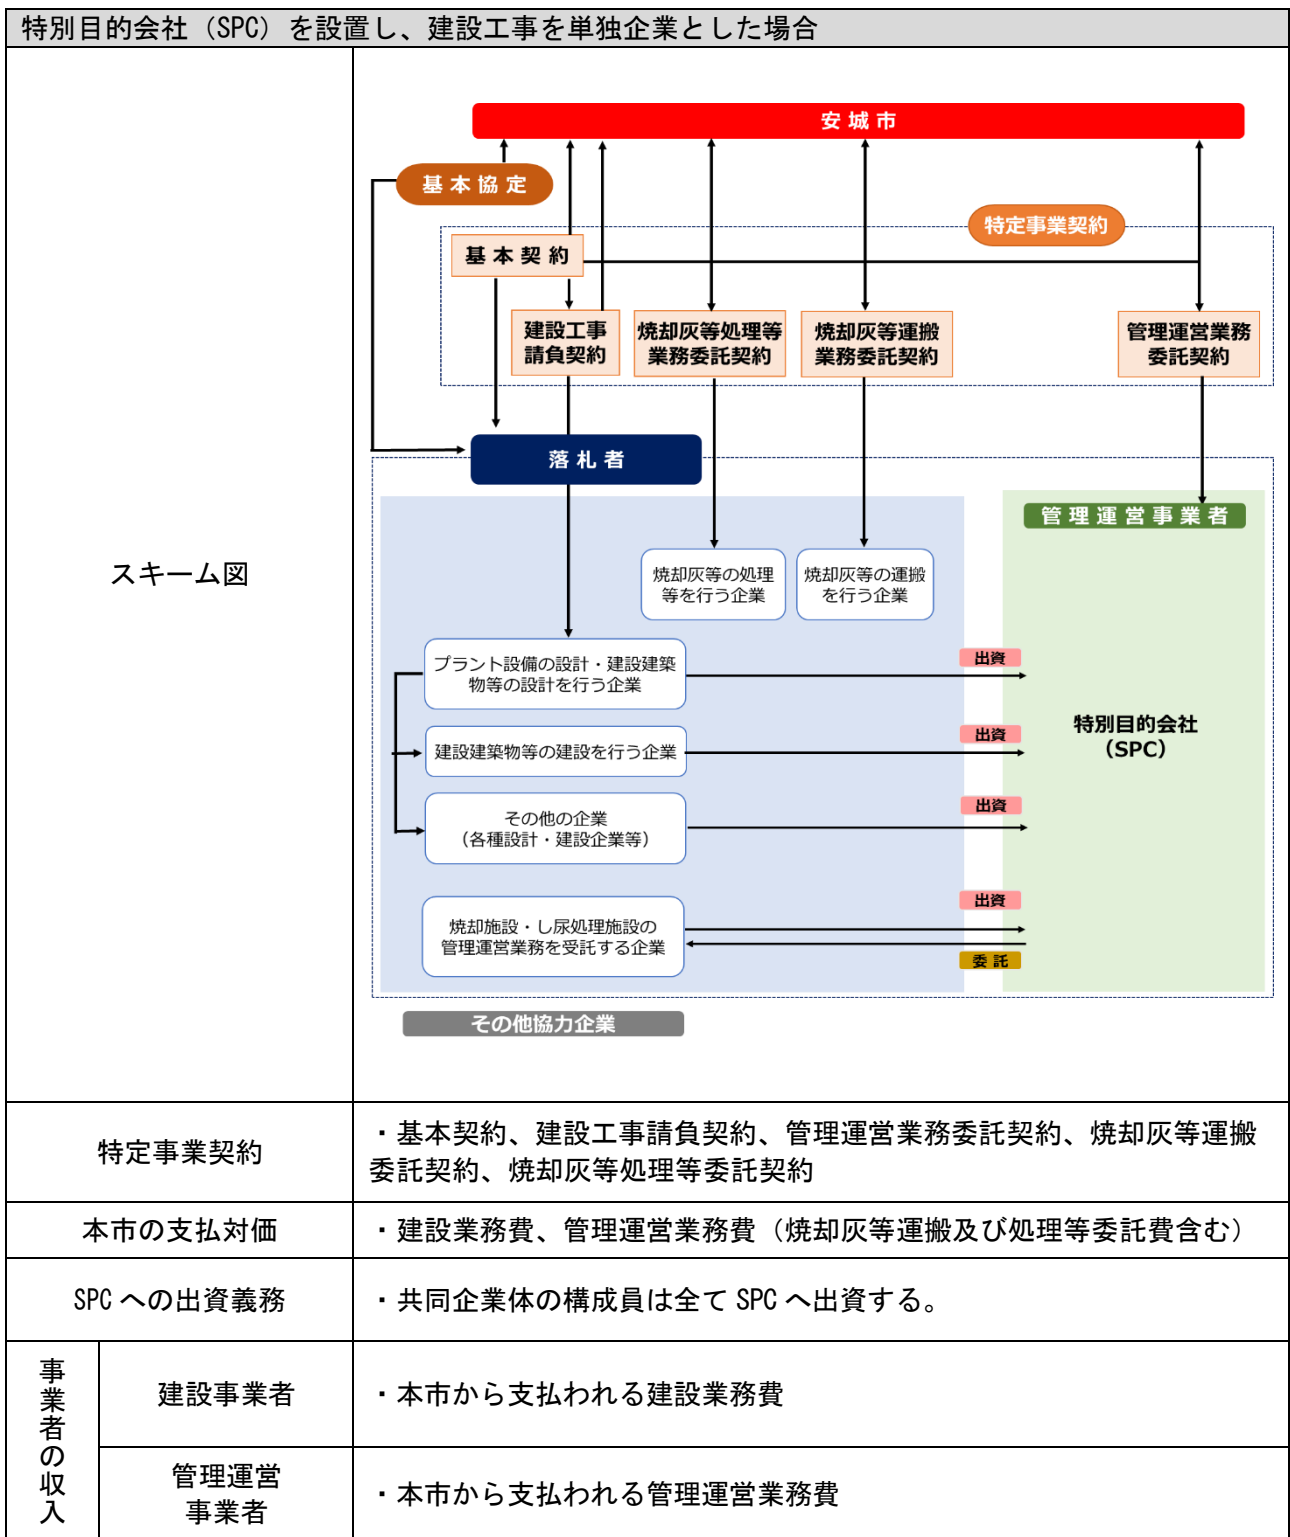 特別目的会社（SPC）を設置し、建設工事を単独企業とした場合
スキーム図
安城市
基本協定
特定事業契約
基本契約
建設工事
請負契約
焼却灰等処理等
業務委託契約
焼却灰等運搬
業務委託契約
管理運営業務
委託契約
落札者
管理運営事業者
焼却灰等の処理
等を行う企業
焼却灰等の運搬
を行う企業
プラント設備の設計・建設建築
物等の設計を行う企業
出資
建設建築物等の建設を行う企業
出資
特別目的会社
（SPC）
その他の企業
（各種設計・建設企業等）
出資
焼却施設・し尿処理施設の
管理運営業務を受託する企業
出資
委託
その他協力企業
特定事業契約
・基本契約、建設工事請負契約、管理運営業務委託契約、焼却灰等運搬
委託契約、焼却灰等処理等委託契約
本市の支払対価
・建設業務費、管理運営業務費（焼却灰等運搬及び処理等委託費含む）
SPCへの出資義務
・共同企業体の構成員は全てSPCへ出資する。
事業者の収入
建設事業者
・本市から支払われる建設業務費
管理運営
事業者
・本市から支払われる管理運営業務費